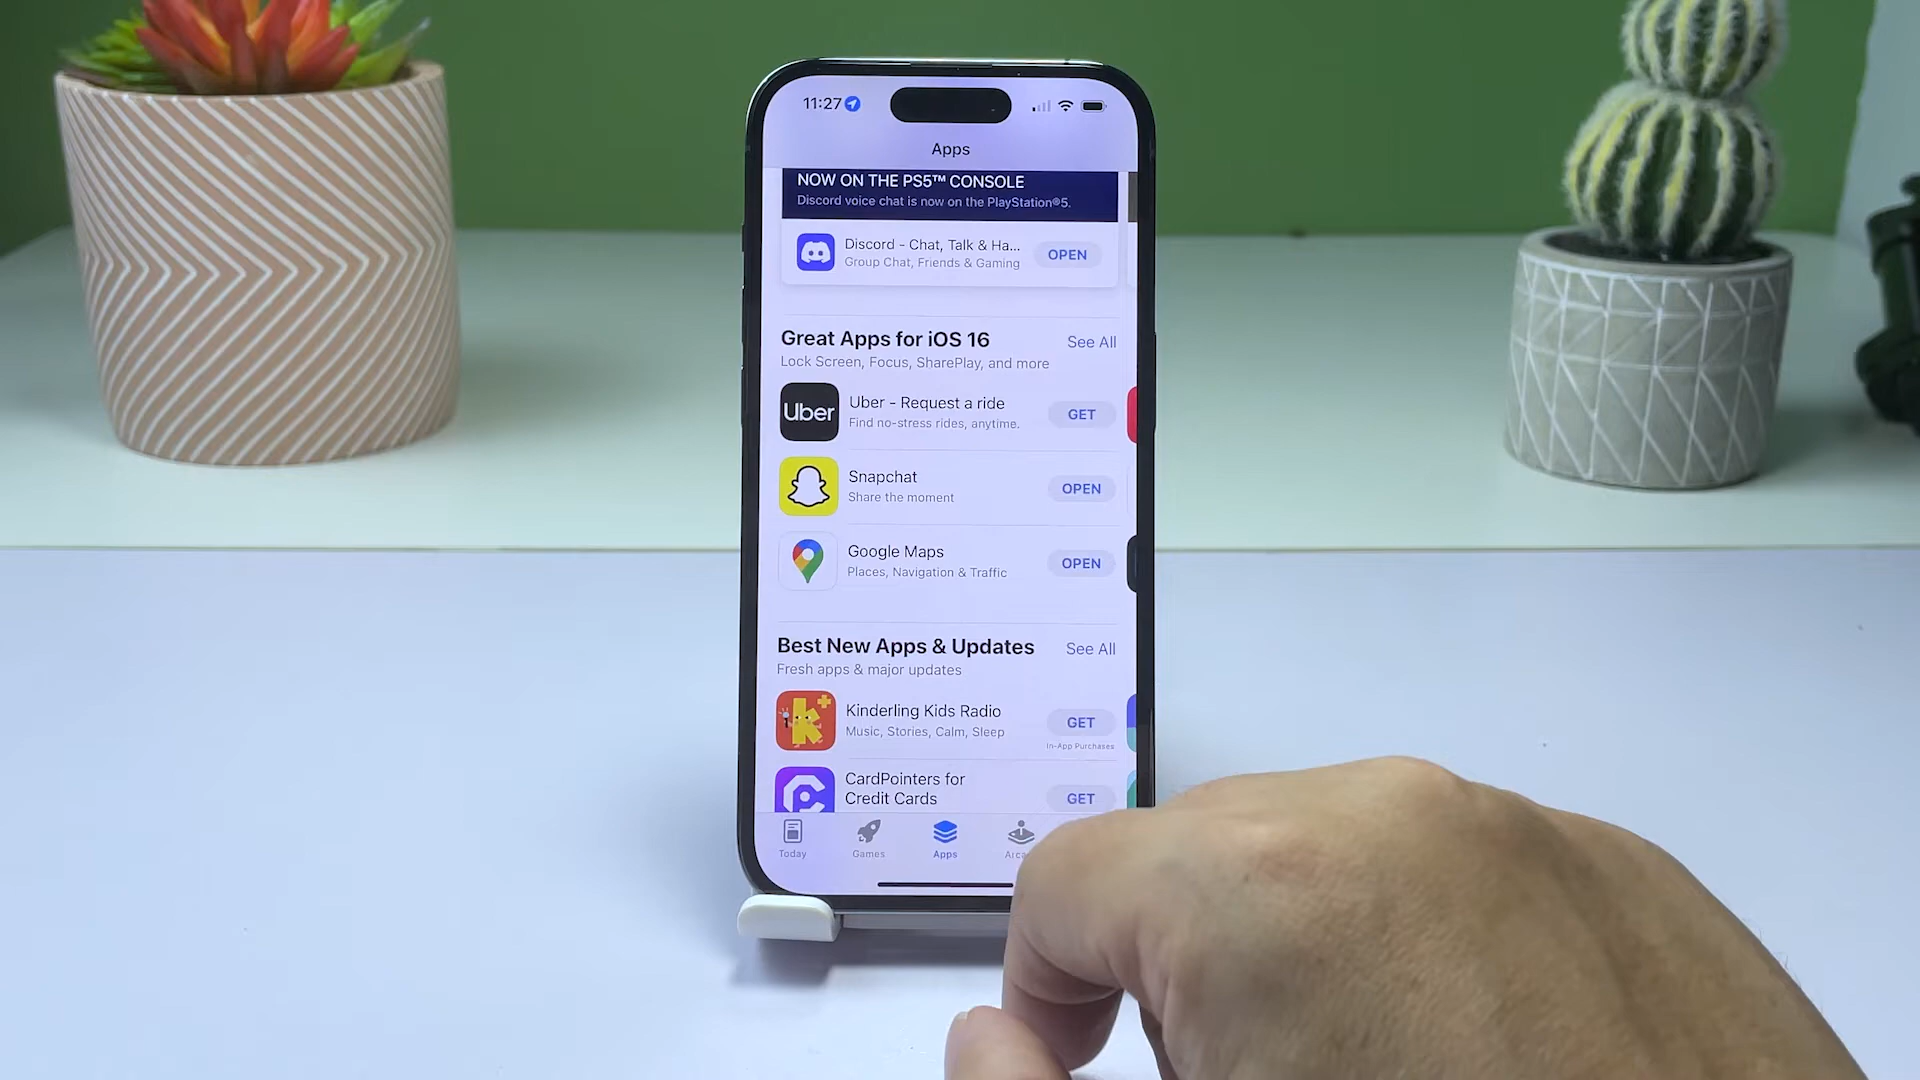 11:27
Apps
NOW ON THE PS5™ CONSOLE
Discord voice chat is now on the PlayStation®5.
Discord - Chat, Talk & Ha...
Group Chat, Friends & Gaming
OPEN
Great Apps for iOS 16
See All
Lock Screen, Focus, SharePlay, and more
Uber
Uber - Request a ride
Find no-stress rides, anytime.
GET
Snapchat
Share the moment
OPEN
Google Maps
Places, Navigation & Traffic
OPEN
Best New Apps & Updates
See All
Fresh apps & major updates
k+
Kinderling Kids Radio
Music, Stories, Calm, Sleep
GET
In-App Purchases
CardPointers for
Credit Cards
GET
Today
Games
Apps